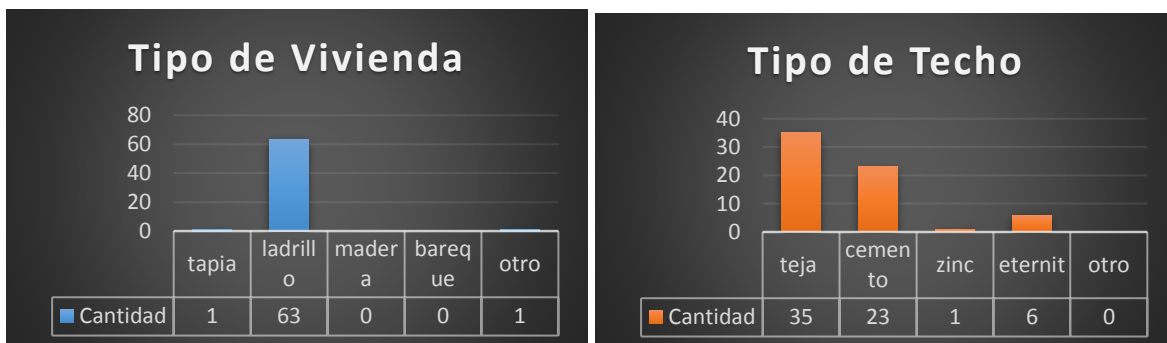 Tipo de Vivienda
80
60
40
20
0
tapia ladrill
o mader
a bareq
ue otro
Cantidad 1 63 0 0 1
Tipo de Techo
40
30
20
10
0
teja cemen
to zinc eternit otro
Cantidad 35 23 1 6 0